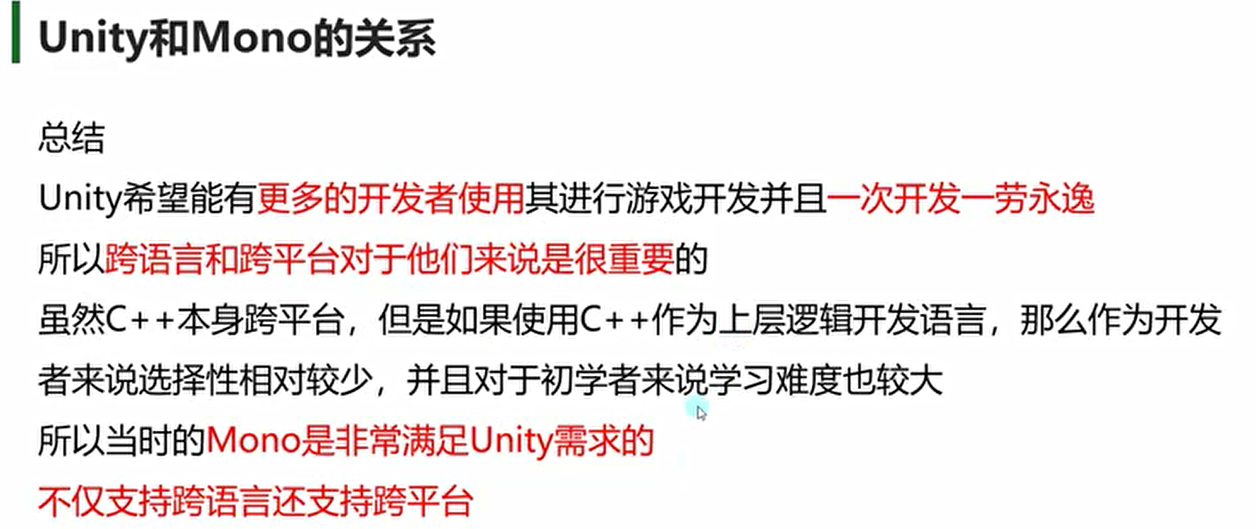 Unity和Mono的关系
总结
Unity希望能有更多的开发者使用其进行游戏开发并且一次开发一劳永逸
所以跨语言和跨平台对于他们来说是很重要的
虽然C++本身跨平台，但是如果使用C++作为上层逻辑开发语言，那么作为开发
者来说选择性相对较少，并且对于初学者来说学习难度也较大
所以当时的Mono是非常满足Unity需求的
不仅支持跨语言还支持跨平台